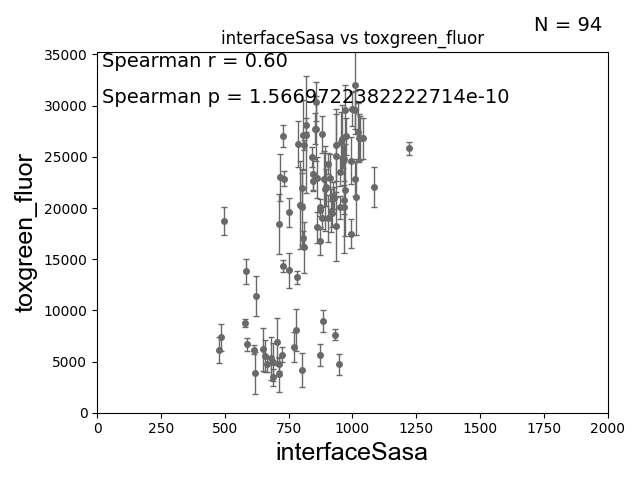 N = 94
interfaceSasa vs toxgreen_fluor
Spearman r = 0.60
Spearman p = 1.5669722382222714e-10
toxgreen_fluor
35000
30000
25000
20000
15000
10000
5000
0
0 250 500 750 1000 1250 1500 1750 2000
interfaceSasa